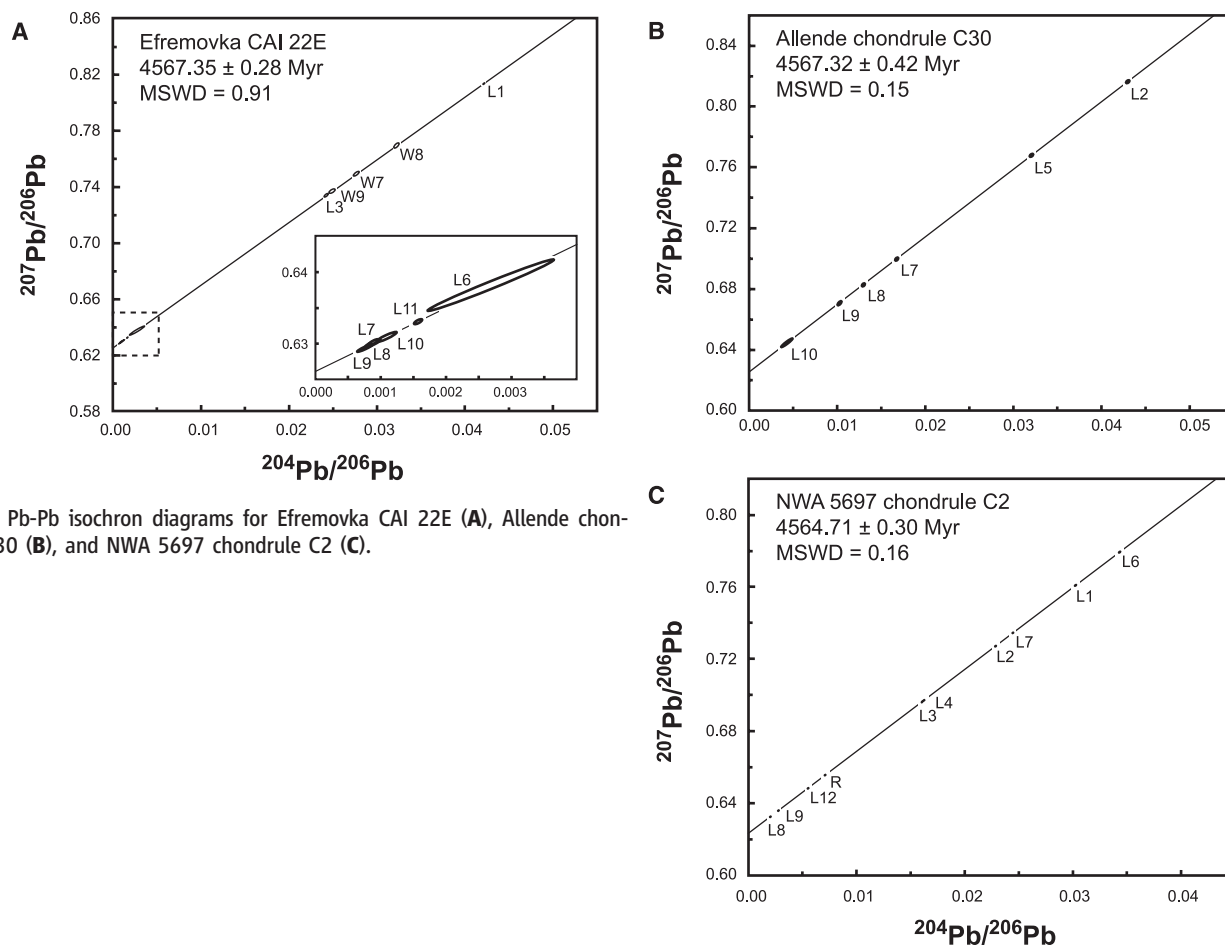 A
Efremovka CAI 22E
4567.35 ± 0.28 Myr
MSWD = 0.91
0.86
0.82
0.78
0.74
0.70
0.66
0.62
0.58
207Pb/206Pb
L1
W8
W7
W9
L3
0.64
0.63
L6
L11
L7
L10
L8
L9
0.000
0.001
0.002
0.003
0.00
0.01
0.02
0.03
0.04
0.05
204Pb/206Pb
B
Allende chondrule C30
4567.32 ± 0.42 Myr
MSWD = 0.15
0.84
0.80
0.76
0.72
0.68
0.64
0.60
207Pb/206Pb
L2
L5
L7
L8
L9
L10
0.00
0.01
0.02
0.03
0.04
0.05
Pb-Pb isochron diagrams for Efremovka CAI 22E (A), Allende chon-
30 (B), and NWA 5697 chondrule C2 (C).
C
NWA 5697 chondrule C2
4564.71 ± 0.30 Myr
MSWD = 0.16
0.80
0.76
0.72
0.68
0.64
0.60
207Pb/206Pb
L6
L1
L7
L2
L4
L3
R
L12
L9
L8
0.00
0.01
0.02
0.03
0.04
204Pb/206Pb